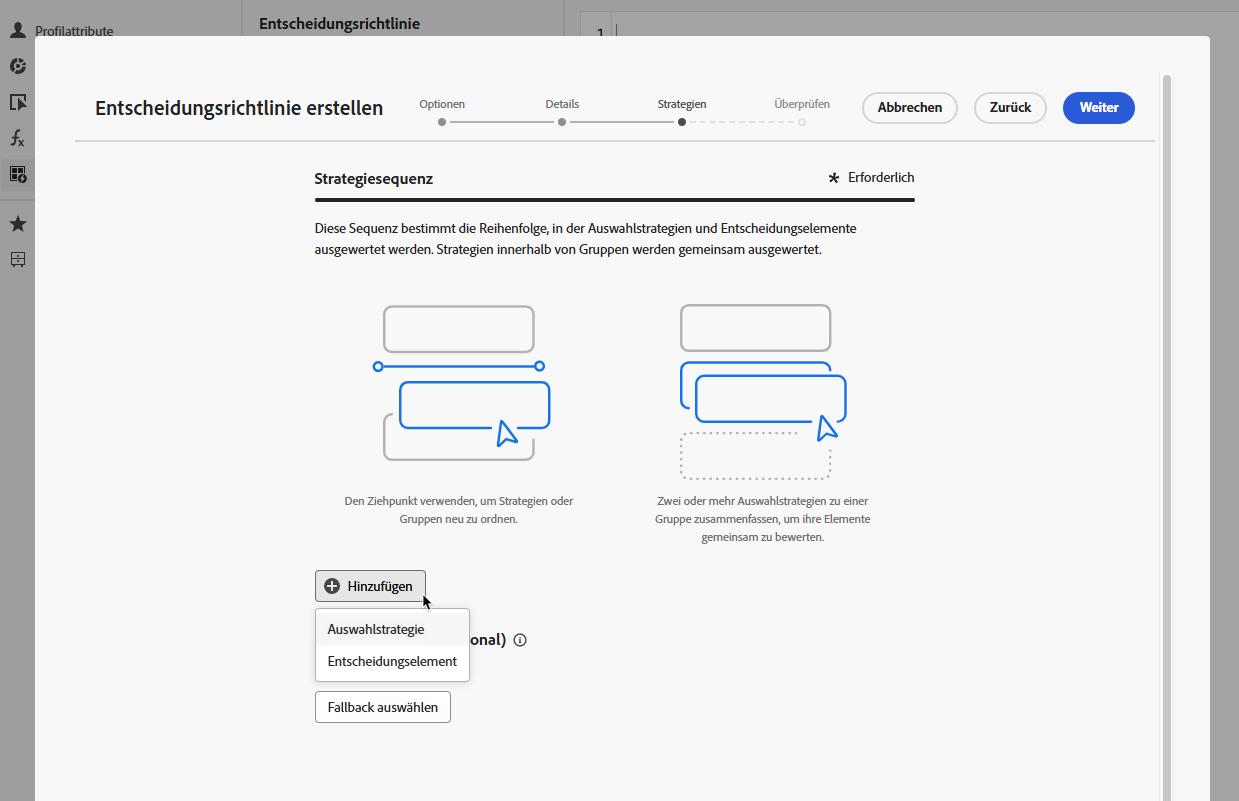 Profilattribute
Entscheidungsrichtlinie
1
Entscheidungsrichtlinie erstellen
Optionen
Details
Strategien
Überprüfen
Abbrechen
Zurück
Weiter
Strategiesequenz
* Erforderlich
Diese Sequenz bestimmt die Reihenfolge, in der Auswahlstrategien und Entscheidungselemente
ausgewertet werden. Strategien innerhalb von Gruppen werden gemeinsam ausgewertet.
Den Ziehpunkt verwenden, um Strategien oder
Gruppen neu zu ordnen.
Zwei oder mehr Auswahlstrategien zu einer
Gruppe zusammenfassen, um ihre Elemente
gemeinsam zu bewerten.
Hinzufügen
Auswahlstrategie
onal)
Entscheidungselement
Fallback auswählen